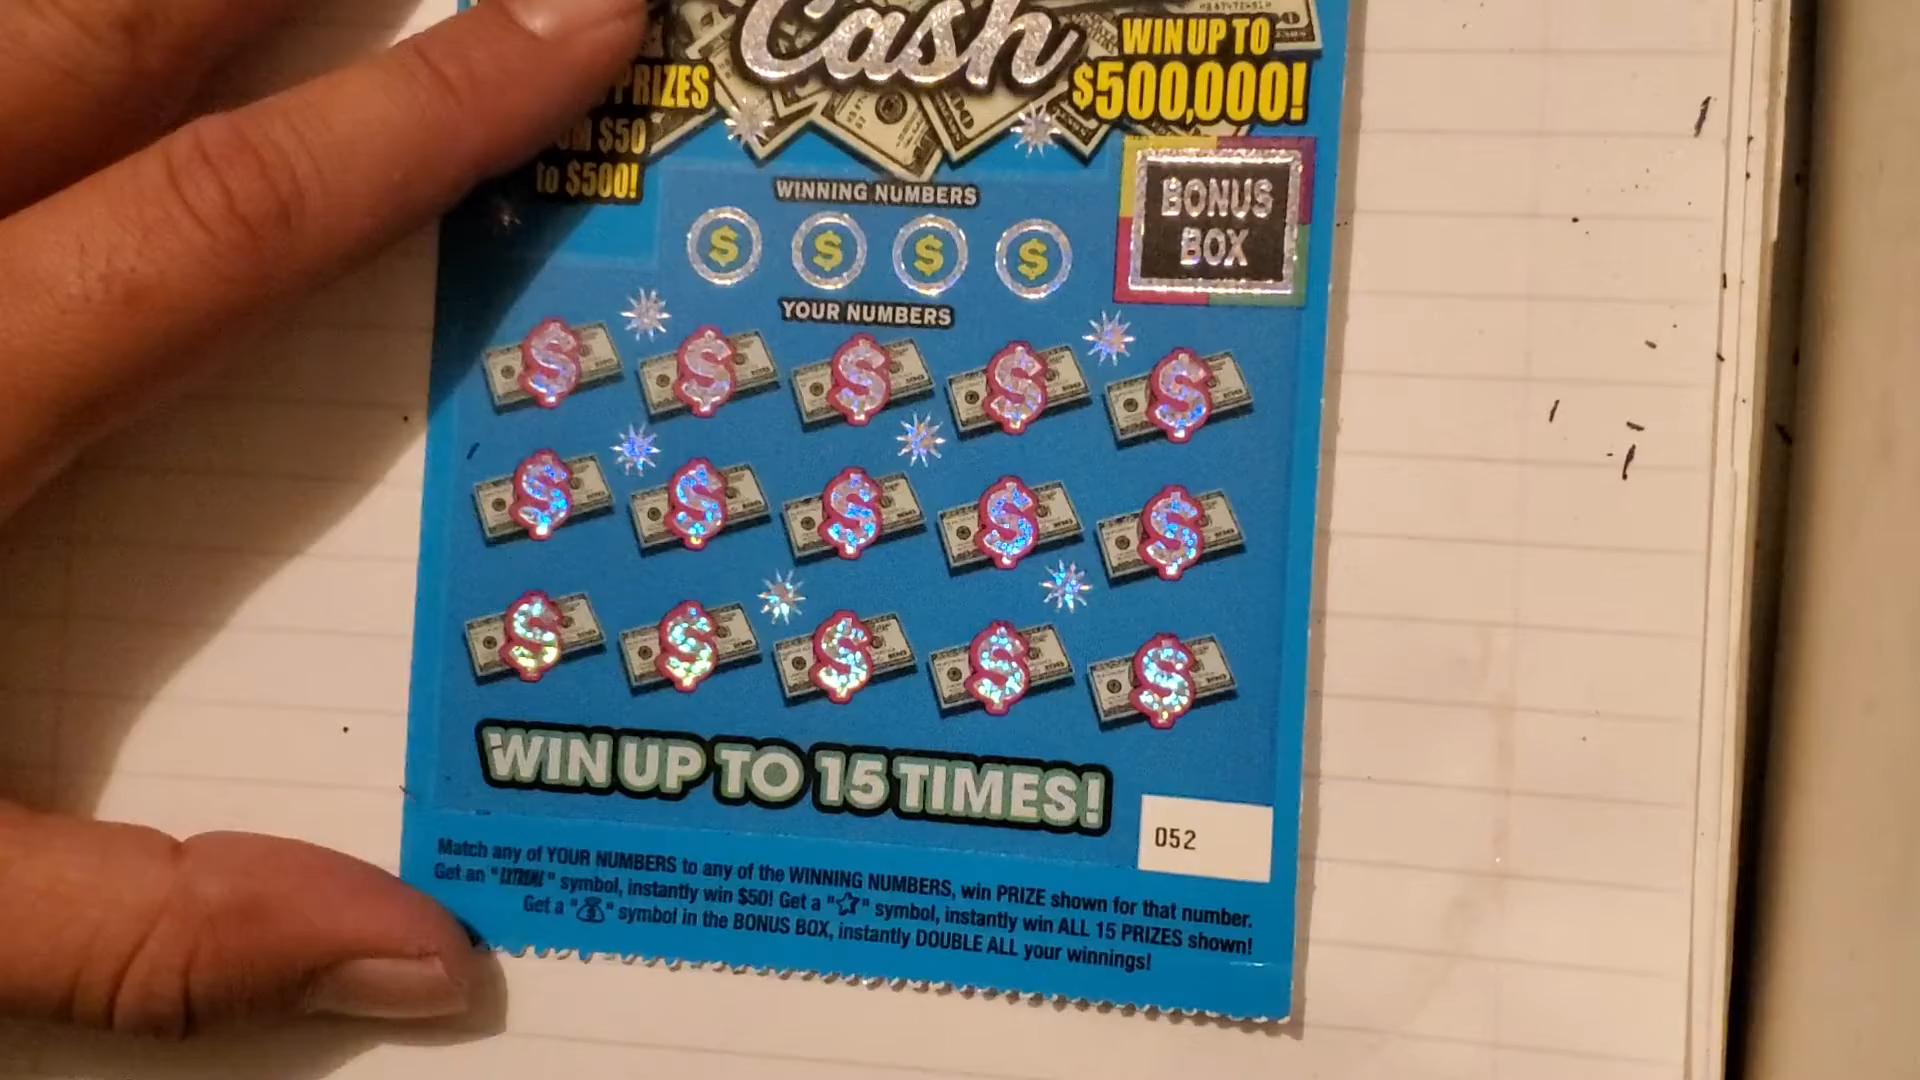 Cash
WIN UP TO
$500,000!
PRIZES
$50
to $500!
WINNING NUMBERS
BONUS
BOX
$ $ $ $
YOUR NUMBERS
$ $ $ $ $
$ $ $ $ $
$ $ $ $ $
WIN UP TO 15 TIMES!
052
Match any of YOUR NUMBERS to any of the WINNING NUMBERS, win PRIZE shown for that number.
Get an "EXTREME" symbol, instantly win $50! Get a "☆" symbol, instantly win ALL 15 PRIZES shown!
Get a "💰" symbol in the BONUS BOX, instantly DOUBLE ALL your winnings!